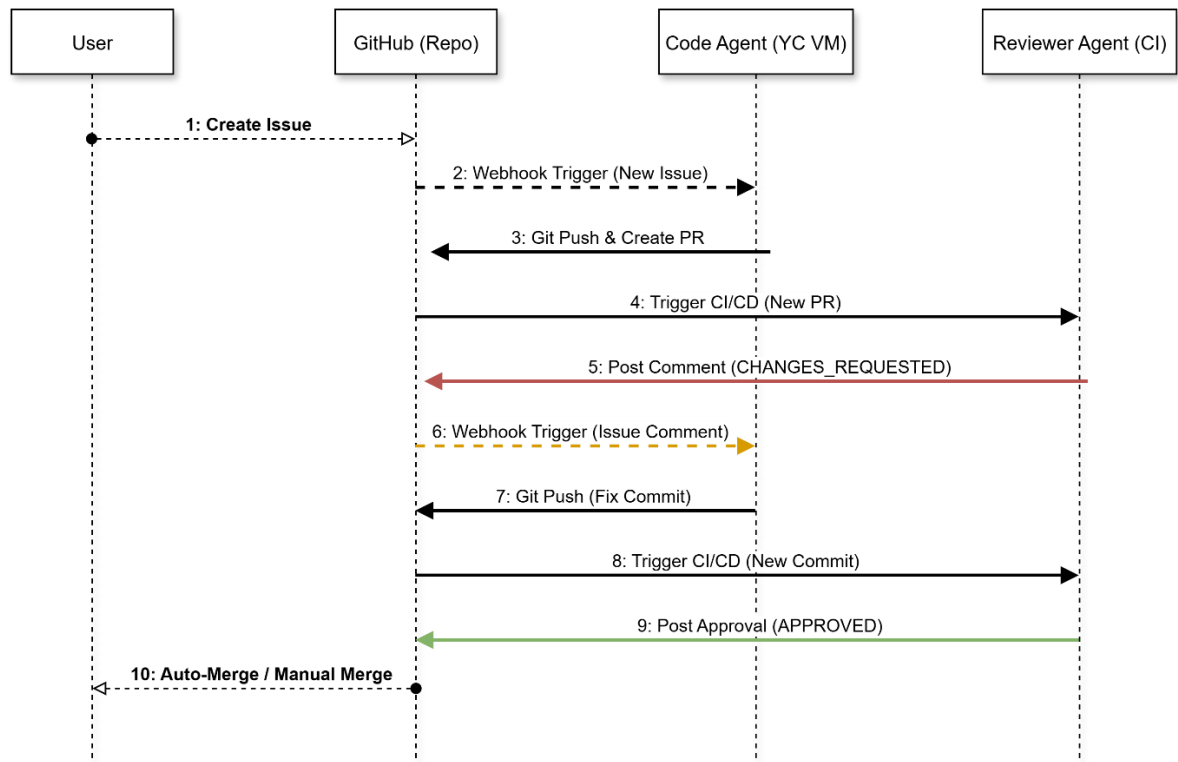 User
GitHub (Repo)
Code Agent (YC VM)
Reviewer Agent (CI)
1: Create Issue
2: Webhook Trigger (New Issue)
3: Git Push & Create PR
4: Trigger CI/CD (New PR)
5: Post Comment (CHANGES_REQUESTED)
6: Webhook Trigger (Issue Comment)
7: Git Push (Fix Commit)
8: Trigger CI/CD (New Commit)
9: Post Approval (APPROVED)
10: Auto-Merge / Manual Merge